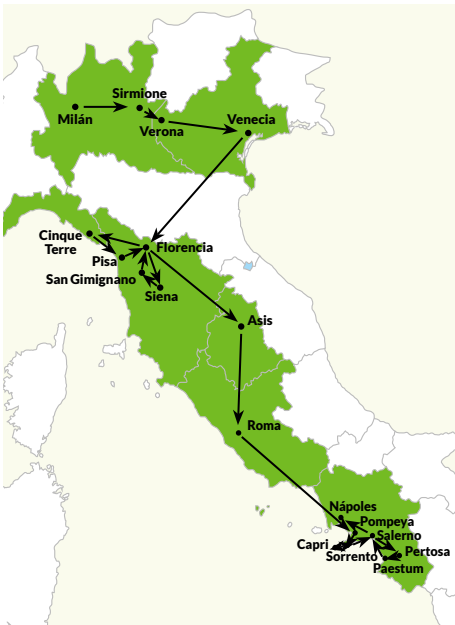 Sirmione
Milán
Venecia
Verona
Cinque
Terre
Florencia
Pisa
San Gimignano
Siena
Asis
Roma
Nápoles
Pompeya
Salerno
Capri
Pertosa
Sorrento
Paestum